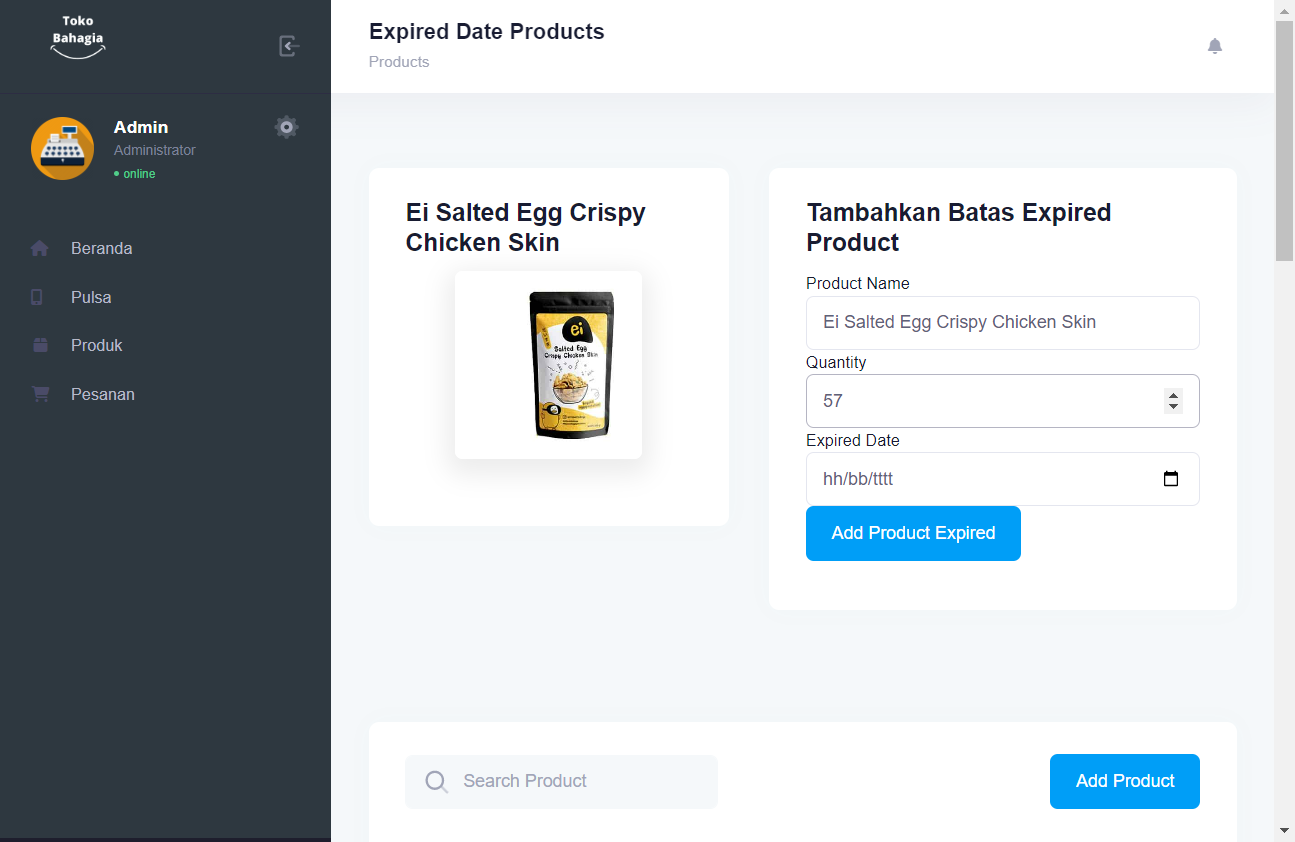 Toko
Bahagia
Expired Date Products
Products
Admin
Administrator
online
Beranda
Pulsa
Produk
Pesanan
Ei Salted Egg Crispy
Chicken Skin
ei
Salted Egg
Crispy Chicken Skin
Tambahkan Batas Expired
Product
Product Name
Ei Salted Egg Crispy Chicken Skin
Quantity
57
Expired Date
hh/bb/tttt
Add Product Expired
Search Product
Add Product